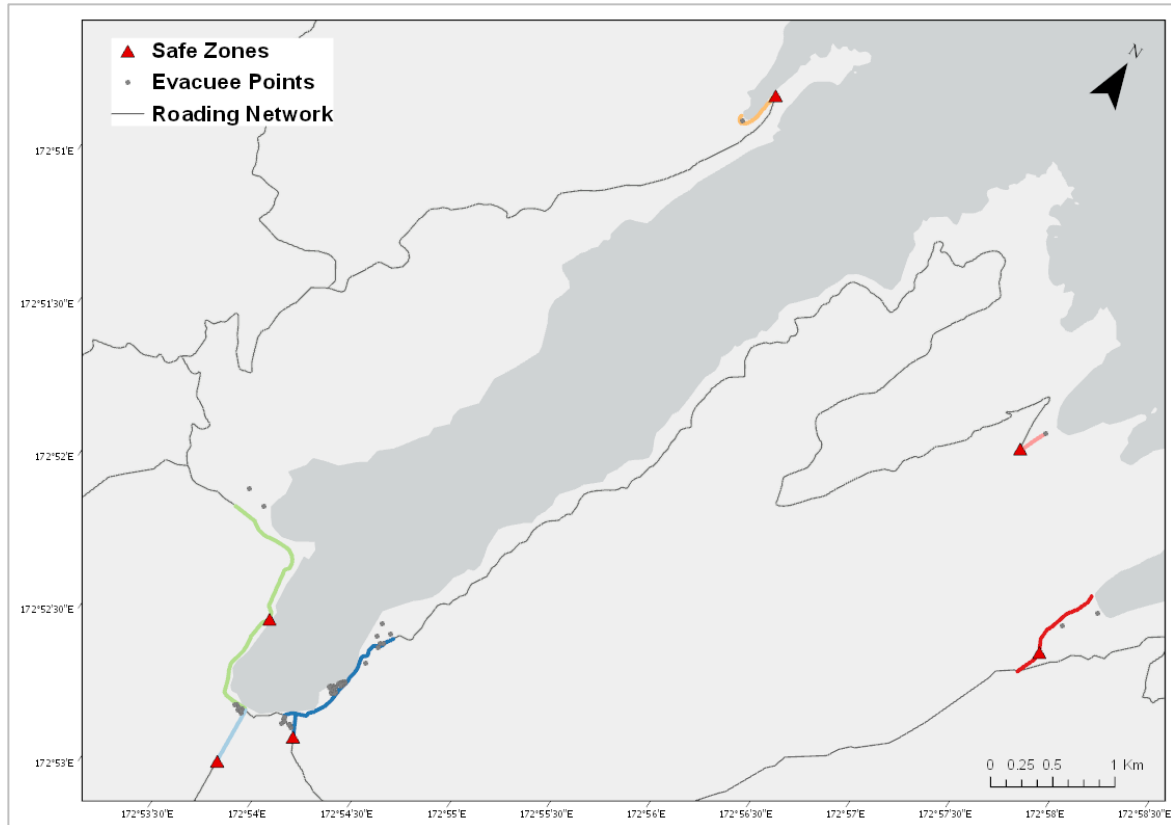 Safe Zones
Evacuee Points
Roading Network
N
172°51'E
172°51'30"E
172°52'E
172°52'30"E
172°53'E
0 0.25 0.5 1 Km
172°53'30"E 172°54'E 172°54'30"E 172°55'E 172°55'30"E 172°56'E 172°56'30"E 172°57'E 172°57'30"E 172°58'E 172°58'30"E